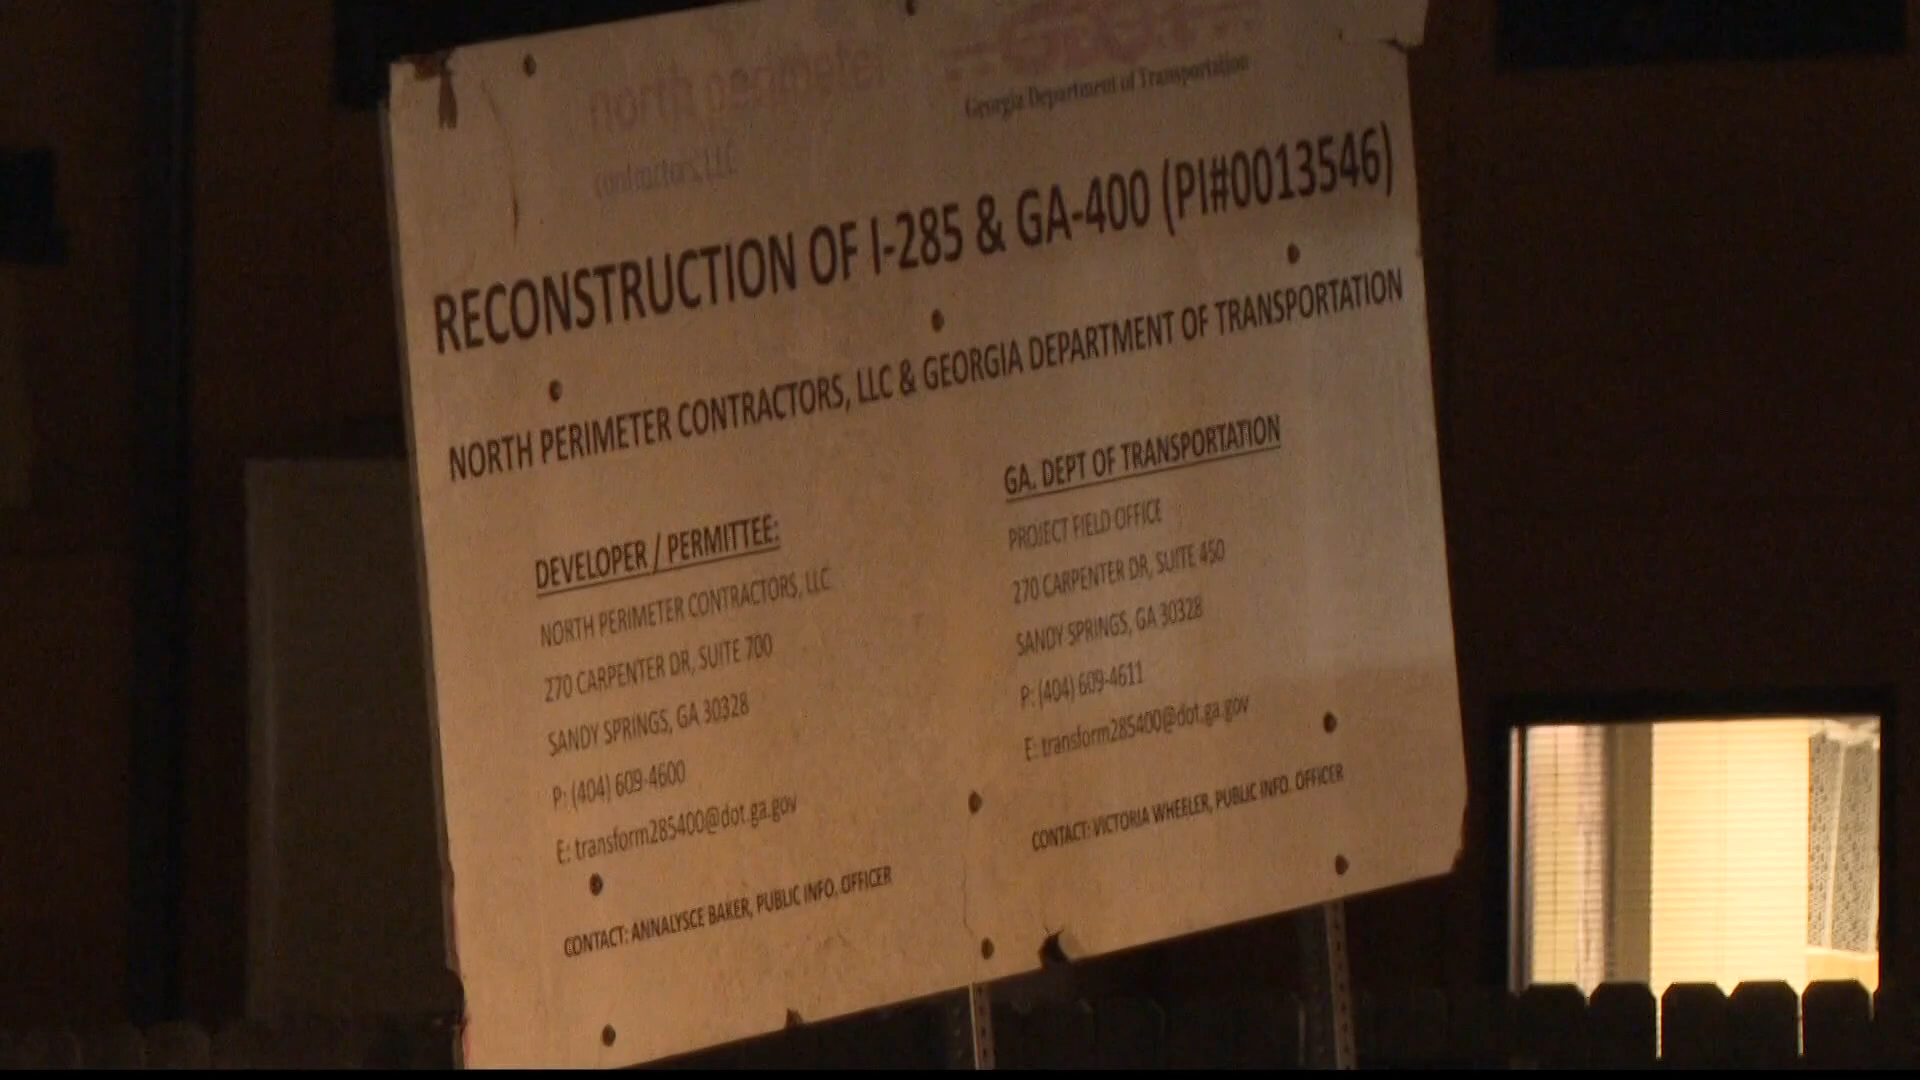 north perimeter
contractors, LLC
Georgia Department of Transportation
RECONSTRUCTION OF I-285 & GA-400 (PI#0013546)
NORTH PERIMETER CONTRACTORS, LLC & GEORGIA DEPARTMENT OF TRANSPORTATION
DEVELOPER / PERMITTEE:
NORTH PERIMETER CONTRACTORS, LLC
270 CARPENTER DR, SUITE 700
SANDY SPRINGS, GA 30328
P: (404) 609-4600
E: transform285400@dot.ga.gov
CONTACT: ANNALYSCE BAKER, PUBLIC INFO. OFFICER
GA. DEPT OF TRANSPORTATION
PROJECT FIELD OFFICE
270 CARPENTER DR, SUITE 450
SANDY SPRINGS, GA 30328
P: (404) 609-4611
E: transform285400@dot.ga.gov
CONTACT: VICTORIA WHEELER, PUBLIC INFO. OFFICER